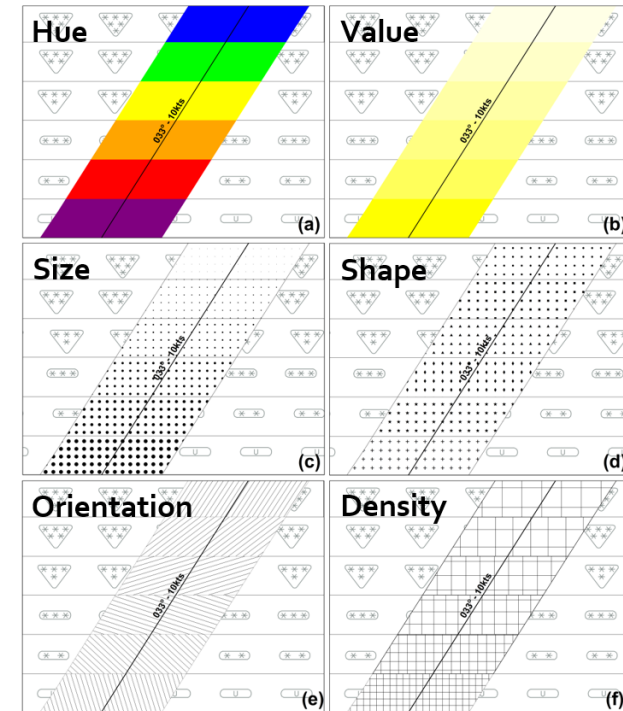 Hue
033° - 10kts
U
(a)
Value
033° - 10kts
U
(b)
Size
033° - 10kts
U
U
U
(c)
Shape
033° - 10kts
U
U
(d)
Orientation
033° - 10kts
U
(e)
Density
033° - 10kts
U
(f)